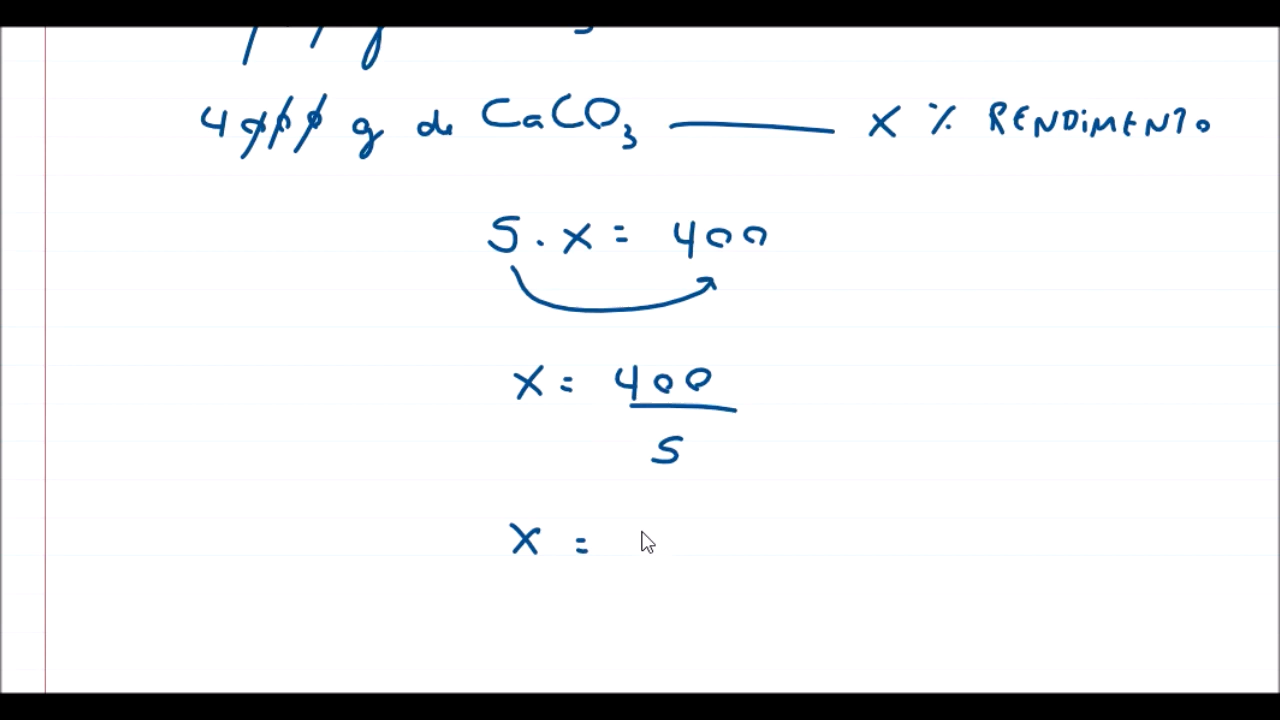 4000 g de CaCO3 —— X % RENDIMENTO
5 . X = 400
X = 400
5
X =